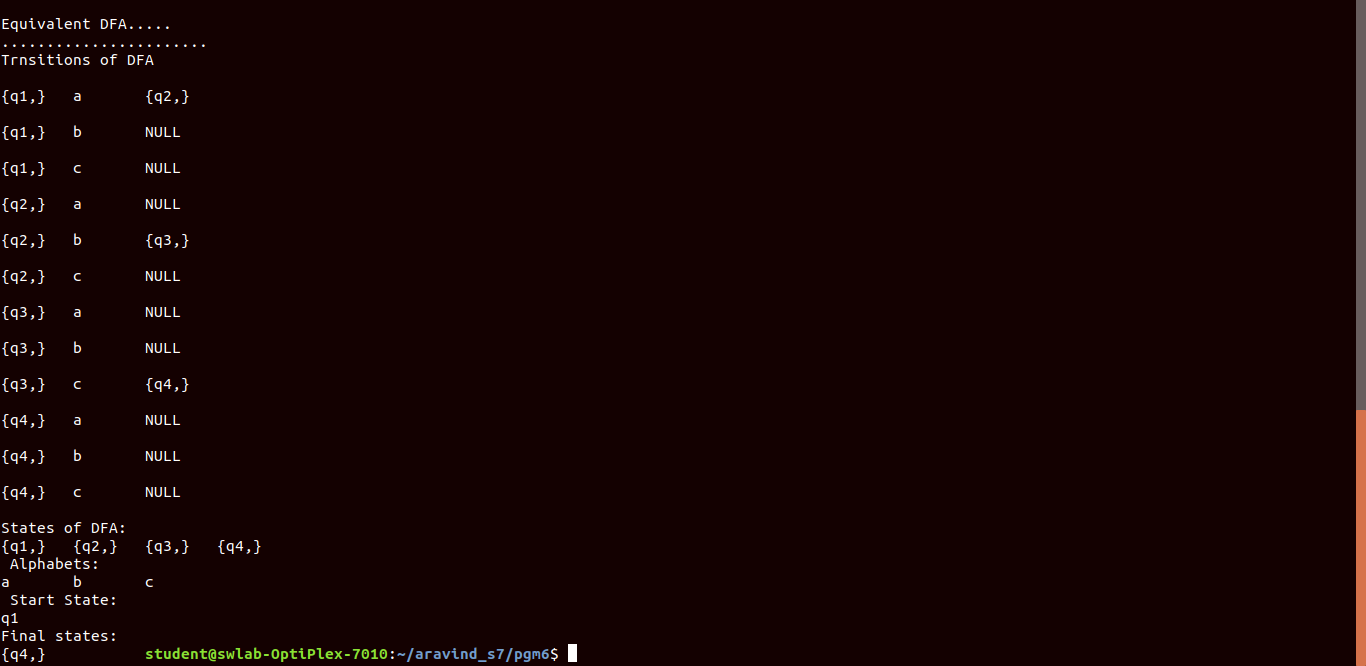 Equivalent DFA.....
.......................
Trnsitions of DFA
{q1,} a {q2,}
{q1,} b NULL
{q1,} c NULL
{q2,} a NULL
{q2,} b {q3,}
{q2,} c NULL
{q3,} a NULL
{q3,} b NULL
{q3,} c {q4,}
{q4,} a NULL
{q4,} b NULL
{q4,} c NULL
States of DFA:
{q1,} {q2,} {q3,} {q4,}
Alphabets:
a b c
Start State:
q1
Final states:
{q4,} student@swlab-OptiPlex-7010:~/aravind_s7/pgm6$